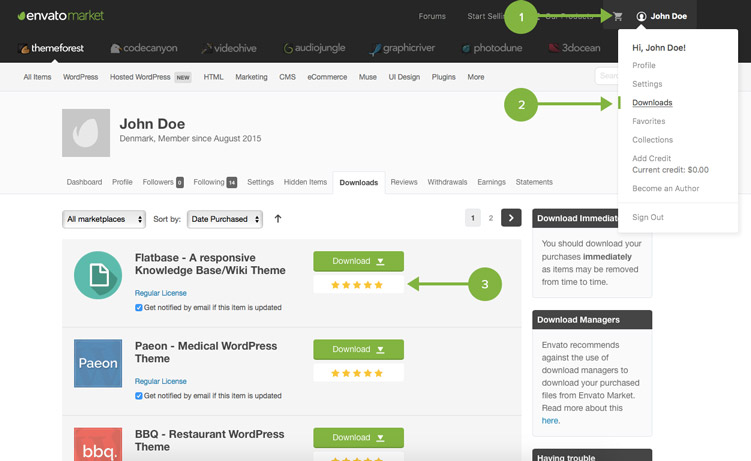 envatomarket
Forums
Start Selli
Our Products
1
John Doe
themeforest
codecanyon
videohive
audiojungle
graphicriver
photodune
3docean
All Items
WordPress
Hosted WordPress
NEW
HTML
Marketing
CMS
eCommerce
Muse
UI Design
Plugins
More
Sear
Hi, John Doe!
Profile
Settings
2
Downloads
Favorites
Collections
Add Credit
Current credit: $0.00
Become an Author
Sign Out
John Doe
Denmark, Member since August 2015
Dashboard
Profile
Followers 0
Following 14
Settings
Hidden Items
Downloads
Reviews
Withdrawals
Earnings
Statements
All marketplaces
Sort by:
Date Purchased
1
2
Flatbase - A responsive
Knowledge Base/Wiki Theme
Regular License
Get notified by email if this item is updated
Download
3
Paeon
Paeon - Medical WordPress
Theme
Regular License
Get notified by email if this item is updated
Download
bbq.
BBQ - Restaurant WordPress
Theme
Download
Download Immediat
You should download your
purchases immediately
as items may be removed
from time to time.
Download Managers
Envato recommends
against the use of
download managers to
download your purchased
files from Envato Market.
Read more about this
here.
Having trouble